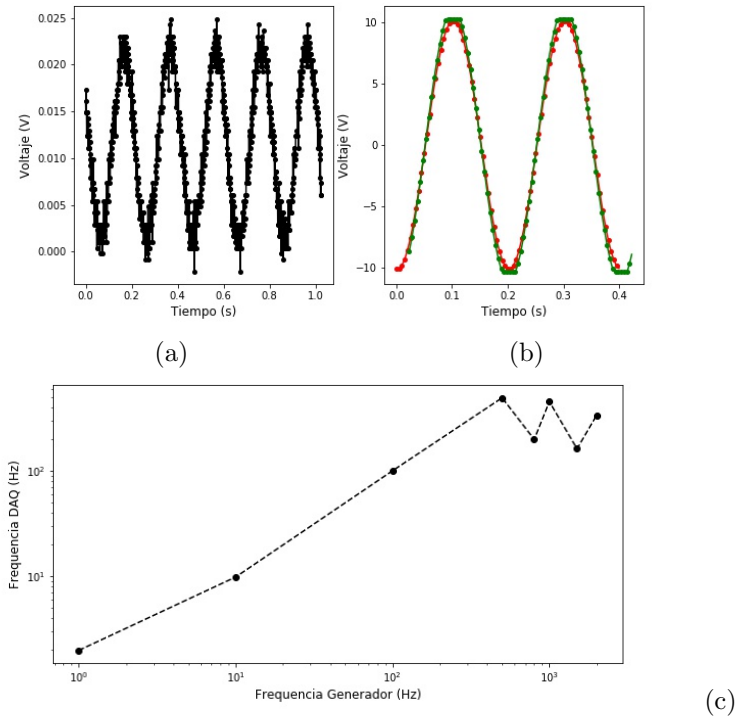 0.025
0.020
0.015
0.010
0.005
0.000
Voltaje (V)
0.0 0.2 0.4 0.6 0.8 1.0
Tiempo (s)
(a)
10
5
0
−5
−10
Voltaje (V)
0.0 0.1 0.2 0.3 0.4
Tiempo (s)
(b)
10²
10¹
Frequencia DAQ (Hz)
10⁰ 10¹ 10² 10³
Frequencia Generador (Hz)
(c)